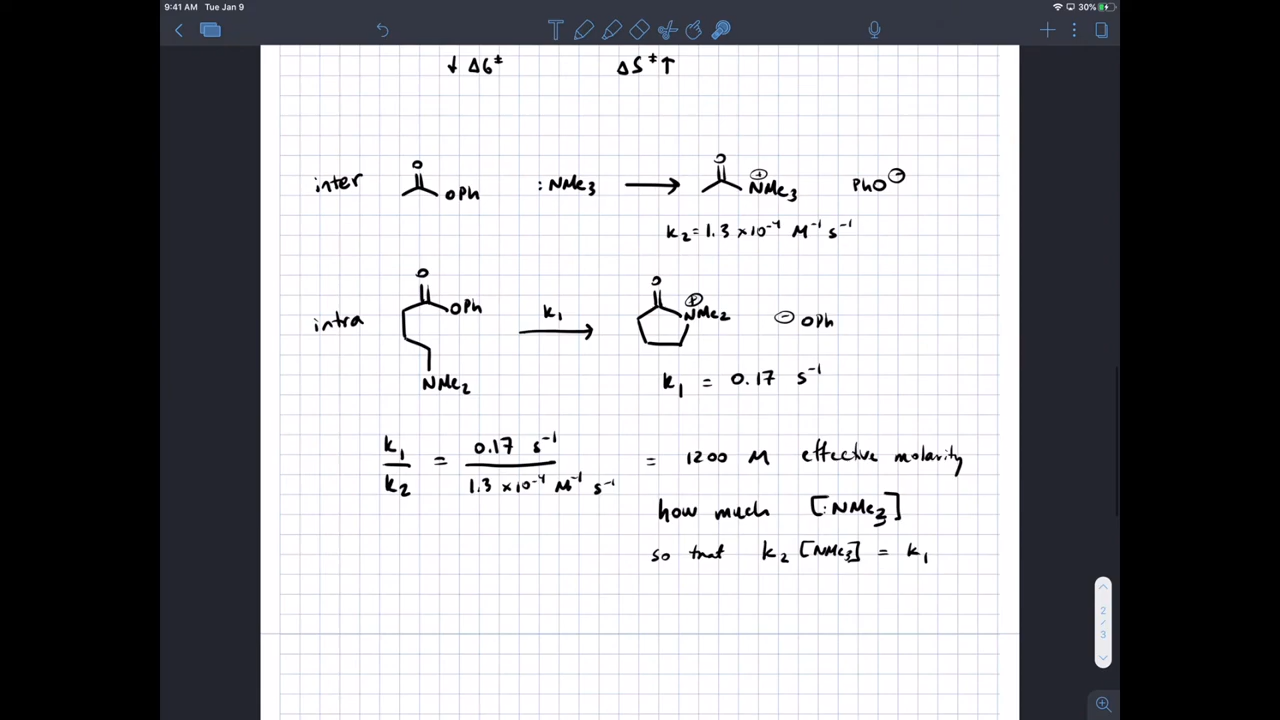 9:41 AM Tue Jan 9
30%
T
↓ ΔG‡ ΔS‡↑
inter O OPh :NMe3 ⟶ O ⊕ NMe3 PhO⊖
k2 = 1.3 ×10⁻⁴ M⁻¹ s⁻¹
intra O OPh NMe2 k1 ⟶ O ⊕ NMe2 ⊖ OPh
k1 = 0.17 s⁻¹
k1/k2 = 0.17 s⁻¹ / 1.3 ×10⁻⁴ M⁻¹ s⁻¹ = 1200 M effective molarity
how much [:NMe3]
so that k2 [NMe3] = k1
2
/
3